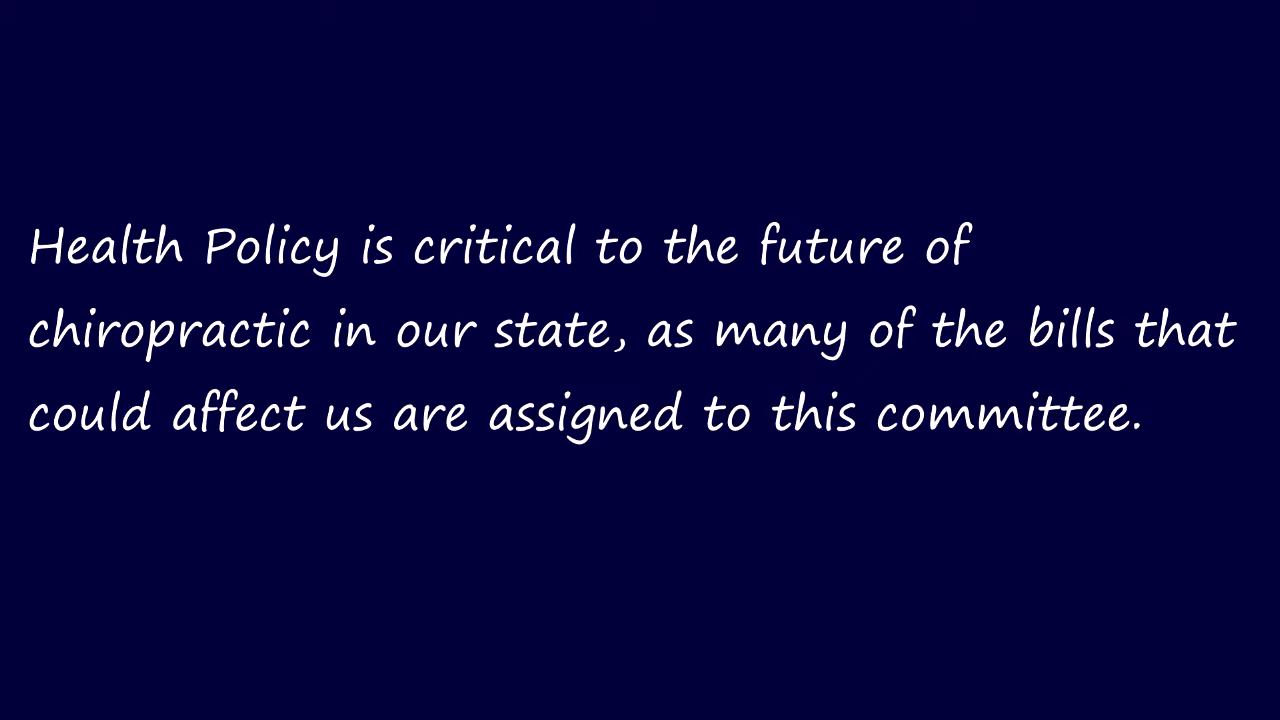 Health Policy is critical to the future of
chiropractic in our state, as many of the bills that
could affect us are assigned to this committee.